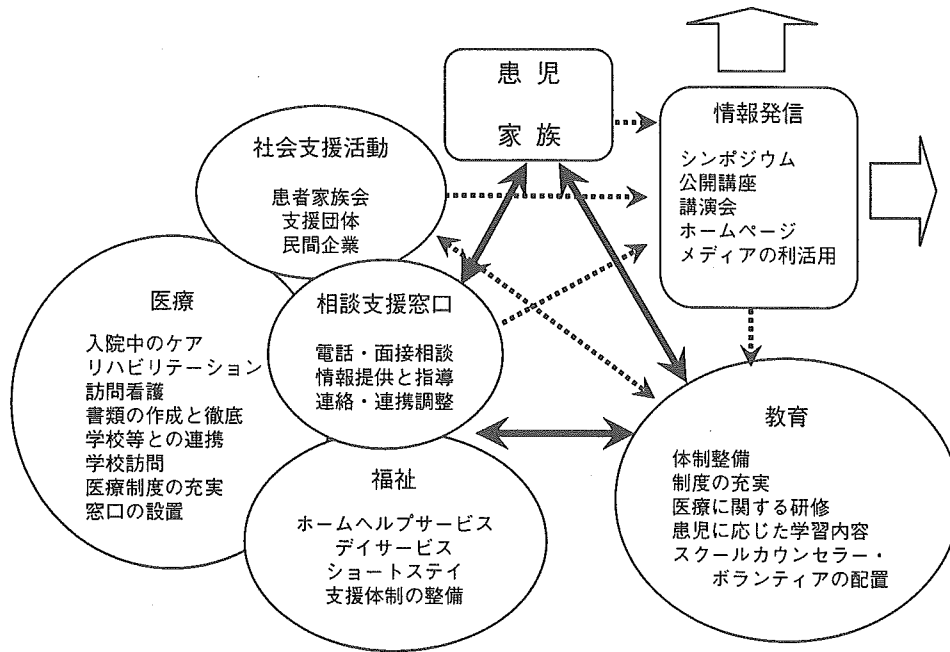 患児
家族
情報発信
シンポジウム
公開講座
講演会
ホームページ
メディアの利活用
社会支援活動
患者家族会
支援団体
民間企業
医療
入院中のケア
リハビリテーション
訪問看護
書類の作成と徹底
学校等との連携
学校訪問
医療制度の充実
窓口の設置
相談支援窓口
電話・面接相談
情報提供と指導
連絡・連携調整
福祉
ホームヘルプサービス
デイサービス
ショートステイ
支援体制の整備
教育
体制整備
制度の充実
医療に関する研修
患児に応じた学習内容
スクールカウンセラー・
ボランティアの配置